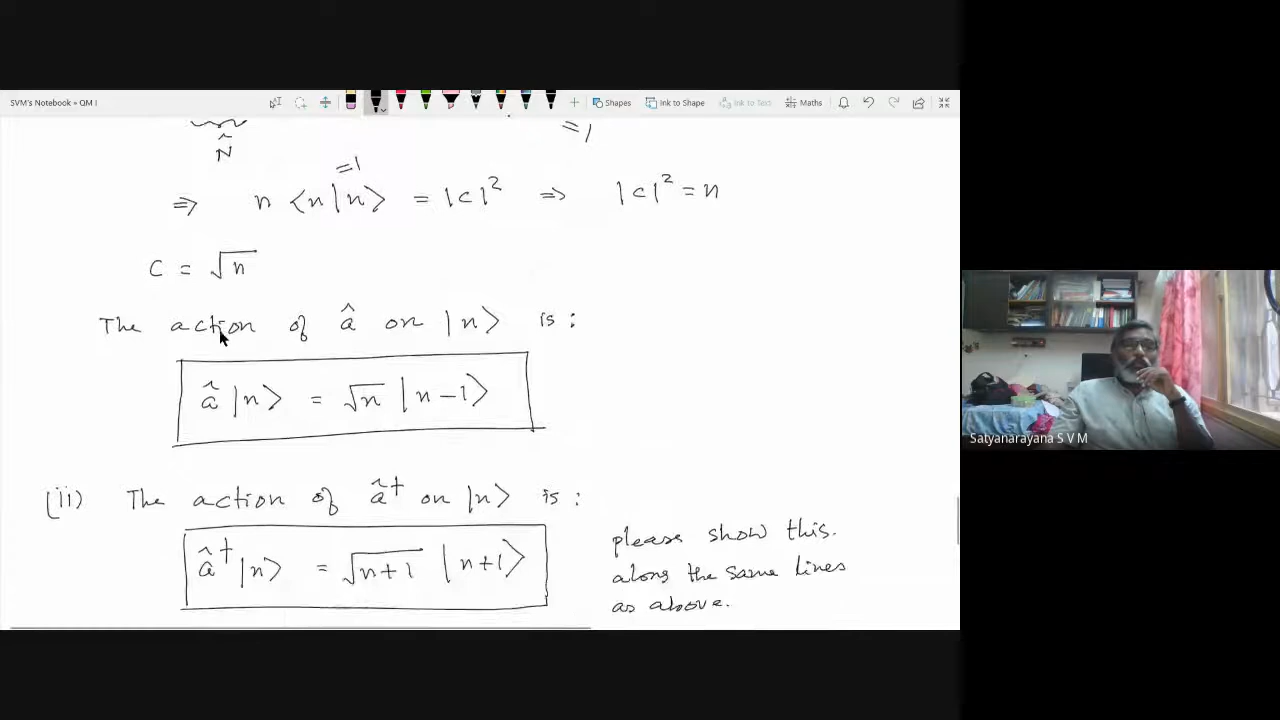 SVM's Notebook » QM I
Shapes
Ink to Shape
Ink to Text
Maths
= 1
N̂
=1
⇒ n ⟨n|n⟩ = |c|² ⇒ |c|² = n
C = √n
The action of â on |n⟩ is :
â |n⟩ = √n |n-1⟩
(ii) The action of â† on |n⟩ is :
â† |n⟩ = √n+1 |n+1⟩
please show this.
along the same lines
as above.
Satyanarayana S V M